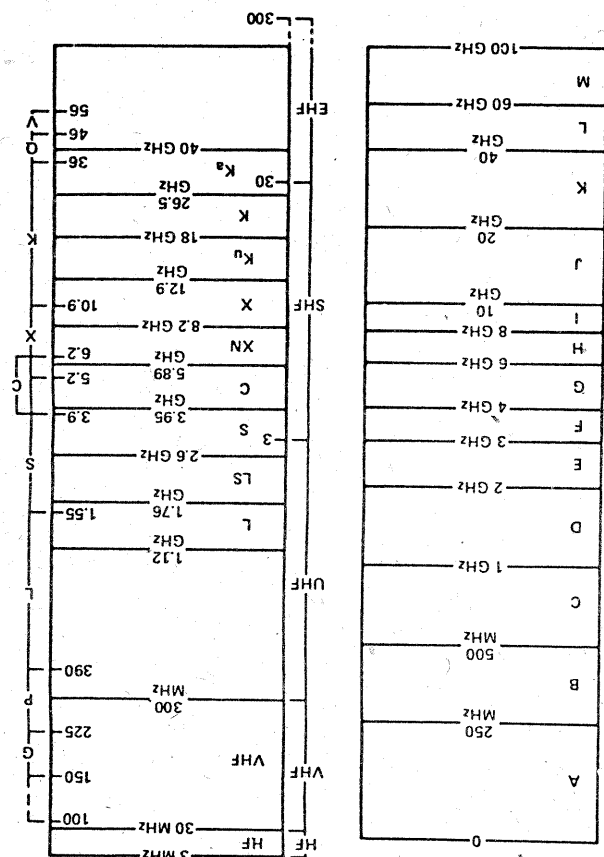 0
A
250
MHz
B
500
MHz
C
1 GHz
D
2 GHz
E
3 GHz
F
4 GHz
G
6 GHz
H
8 GHz
I
10
GHz
J
20
GHz
K
40
GHz
L
60 GHz
M
100 GHz
HF
VHF
UHF
3
SHF
30
EHF
300
3 MHz
HF
30 MHz
VHF
300
MHz
1.12
GHz
L
1.76
GHz
LS
2.6 GHz
S
3.95
GHz
C
5.89
GHz
XN
8.2 GHz
X
12.9
GHz
Ku
18 GHz
K
26.5
GHz
Ka
40 GHz
100
150
G
225
P
390
L
1.55
S
3.9
C
5.2
6.2
X
10.9
K
36
Q
46
V
56